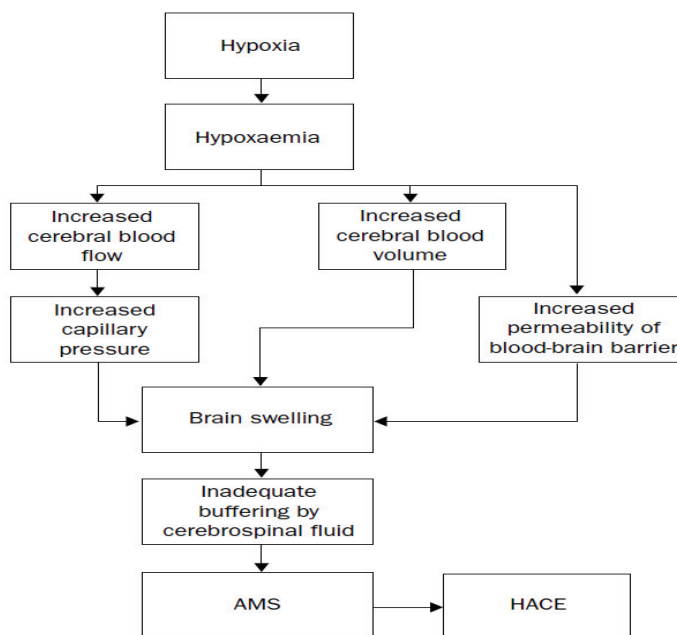 Hypoxia
Hypoxaemia
Increased
cerebral blood
flow
Increased
cerebral blood
volume
Increased
capillary
pressure
Increased
permeability of
blood-brain barrier
Brain swelling
Inadequate
buffering by
cerebrospinal fluid
AMS
HACE